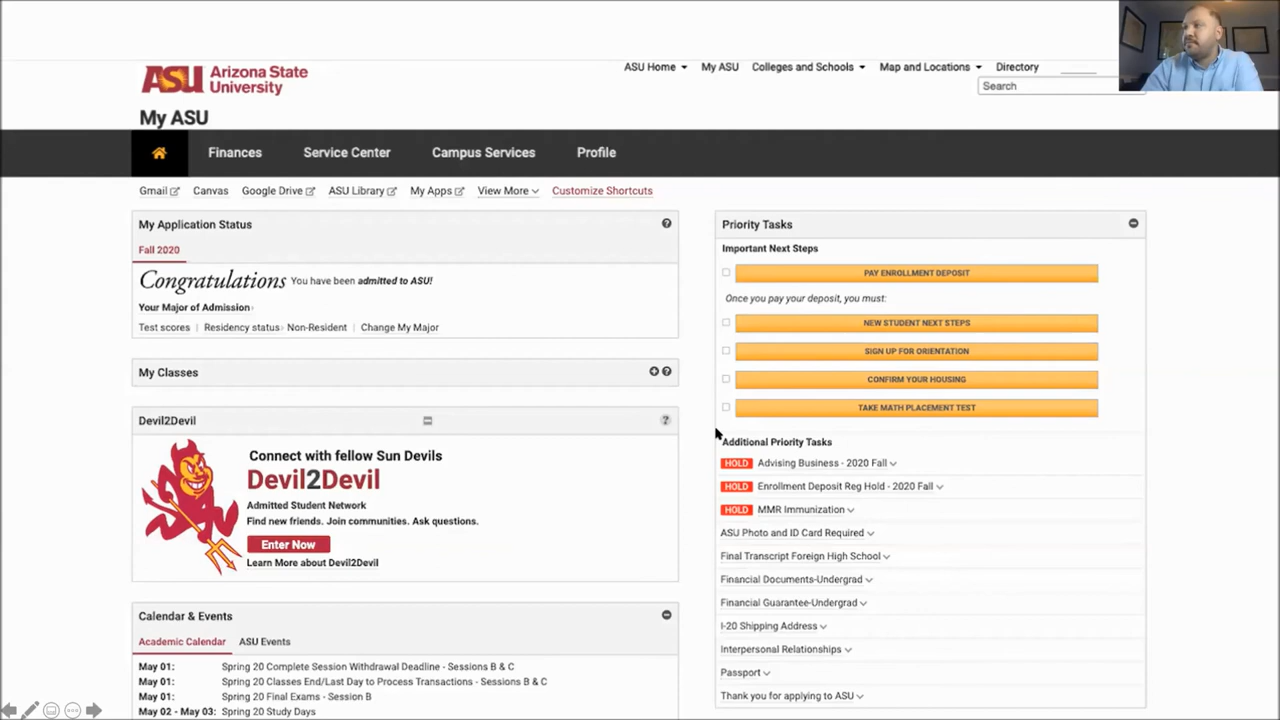 ASU Arizona State University
ASU Home My ASU Colleges and Schools Map and Locations Directory
Search
My ASU
Finances Service Center Campus Services Profile
Gmail Canvas Google Drive ASU Library My Apps View More Customize Shortcuts
My Application Status
Fall 2020
Congratulations You have been admitted to ASU!
Your Major of Admission
Test scores | Residency status Non-Resident | Change My Major
My Classes
Devil2Devil
Connect with fellow Sun Devils
Devil2Devil
Admitted Student Network
Find new friends. Join communities. Ask questions.
Enter Now
Learn More about Devil2Devil
Calendar & Events
Academic Calendar ASU Events
May 01: Spring 20 Complete Session Withdrawal Deadline - Sessions B & C
May 01: Spring 20 Classes End/Last Day to Process Transactions - Sessions B & C
May 01: Spring 20 Final Exams - Session B
May 02 - May 03: Spring 20 Study Days
Priority Tasks
Important Next Steps
PAY ENROLLMENT DEPOSIT
Once you pay your deposit, you must:
NEW STUDENT NEXT STEPS
SIGN UP FOR ORIENTATION
CONFIRM YOUR HOUSING
TAKE MATH PLACEMENT TEST
Additional Priority Tasks
HOLD Advising Business - 2020 Fall
HOLD Enrollment Deposit Reg Hold - 2020 Fall
HOLD MMR Immunization
ASU Photo and ID Card Required
Final Transcript Foreign High School
Financial Documents-Undergrad
Financial Guarantee-Undergrad
I-20 Shipping Address
Interpersonal Relationships
Passport
Thank you for applying to ASU